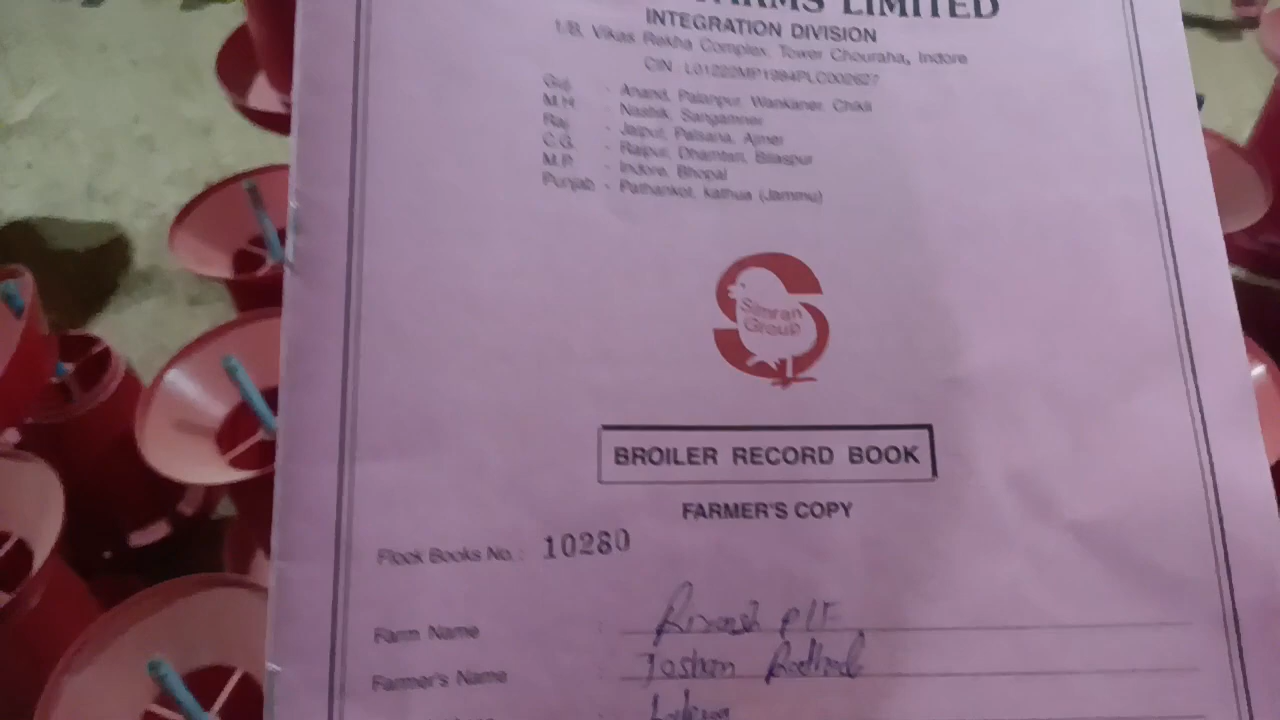 FARMS LIMITED
INTEGRATION DIVISION
1/B, Vikas Rekha Complex, Tower Chouraha, Indore
CIN : L01222MP1984PLC002627
Guj. - Anand, Palanpur, Wankaner, Chikli
M.H. - Nashik, Sangamner
Raj. - Jaipur, Palsana, Ajmer
C.G. - Raipur, Dhamtari, Bilaspur
M.P. - Indore, Bhopal
Punjab - Pathankot, Kathua (Jammu)
Simran
Group
BROILER RECORD BOOK
FARMER'S COPY
Flock Books No. : 10280
Farm Name : P/F
Farmer's Name :